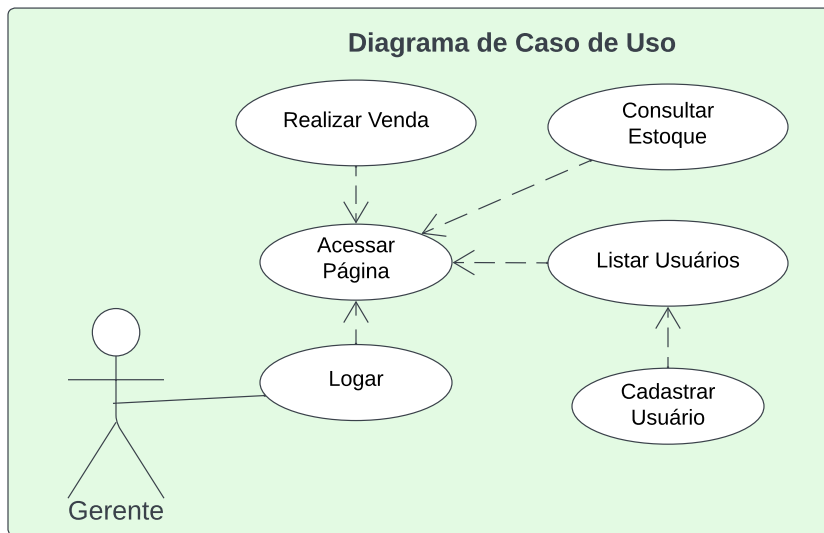 Diagrama de Caso de Uso
Realizar Venda
Consultar
Estoque
Acessar
Página
Listar Usuários
Logar
Cadastrar
Usuário
Gerente